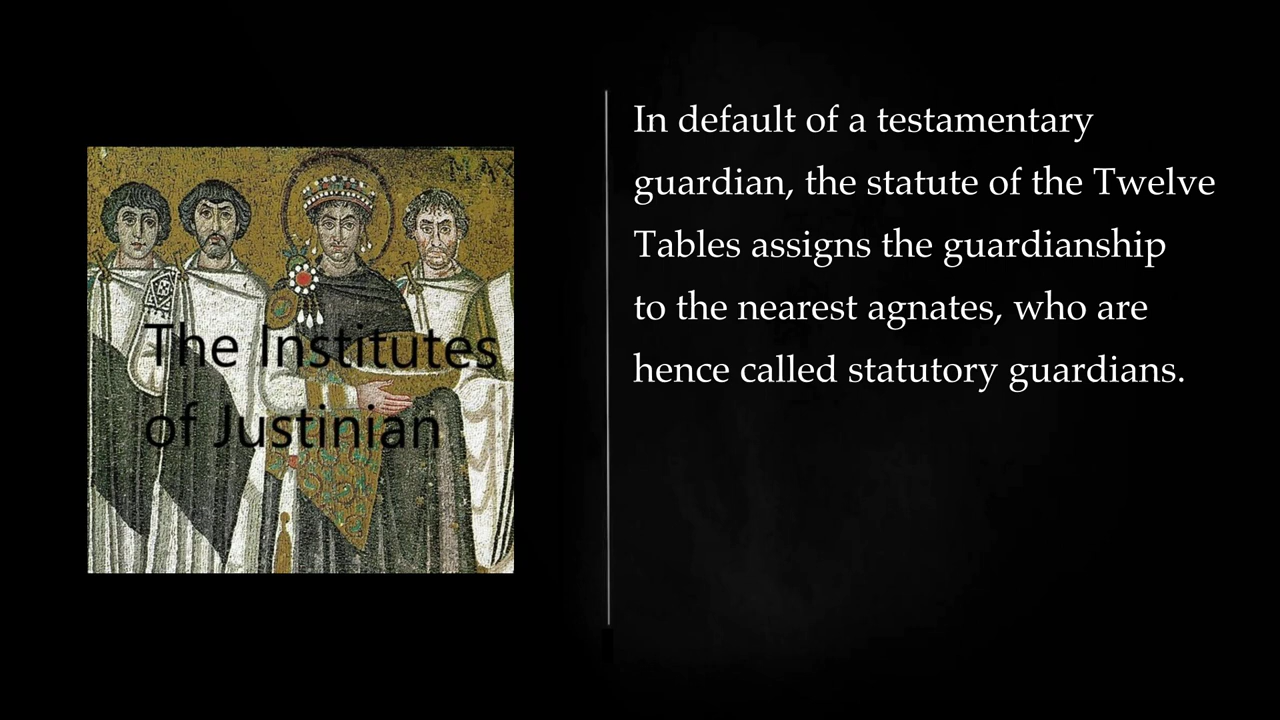 MAX
The Institutes
of Justinian
In default of a testamentary
guardian, the statute of the Twelve
Tables assigns the guardianship
to the nearest agnates, who are
hence called statutory guardians.